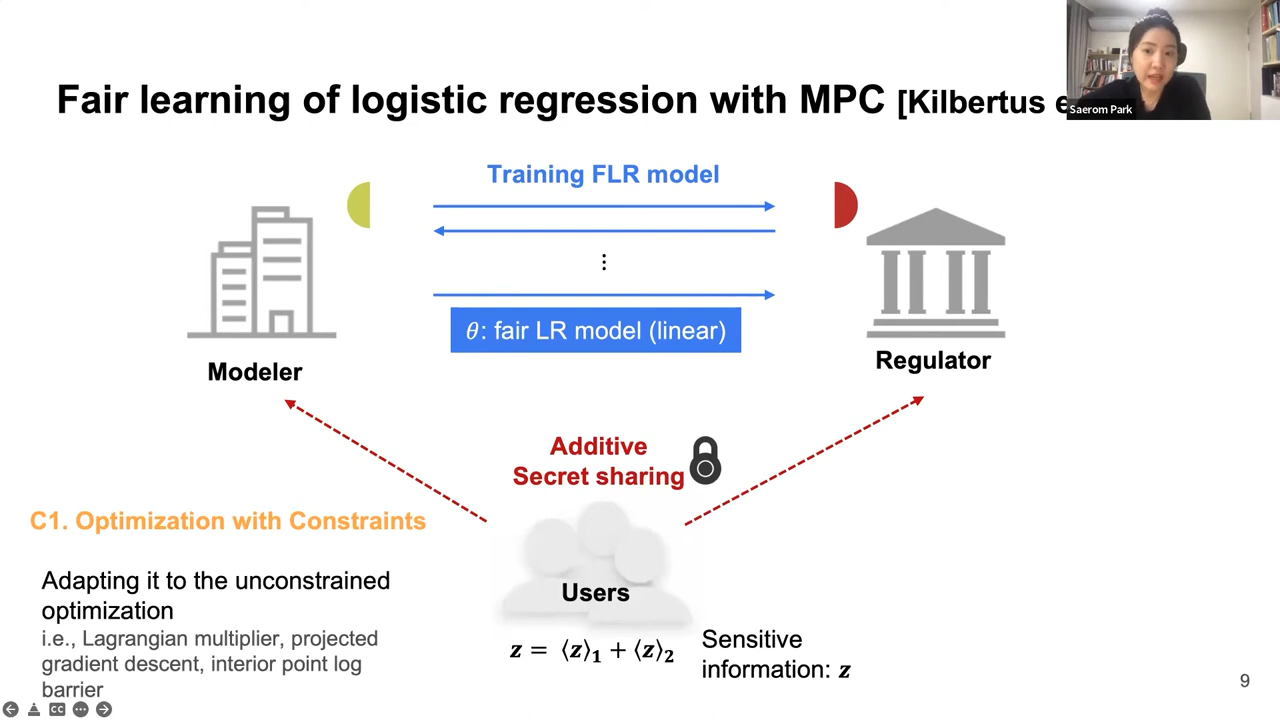 Fair learning of logistic regression with MPC [Kilbertus e
Saerom Park
Training FLR model
⋮
θ: fair LR model (linear)
Modeler
Regulator
Additive
Secret sharing
C1. Optimization with Constraints
Adapting it to the unconstrained
optimization
i.e., Lagrangian multiplier, projected
gradient descent, interior point log
barrier
Users
z = ⟨z⟩₁ + ⟨z⟩₂
Sensitive
information: z
9
CC